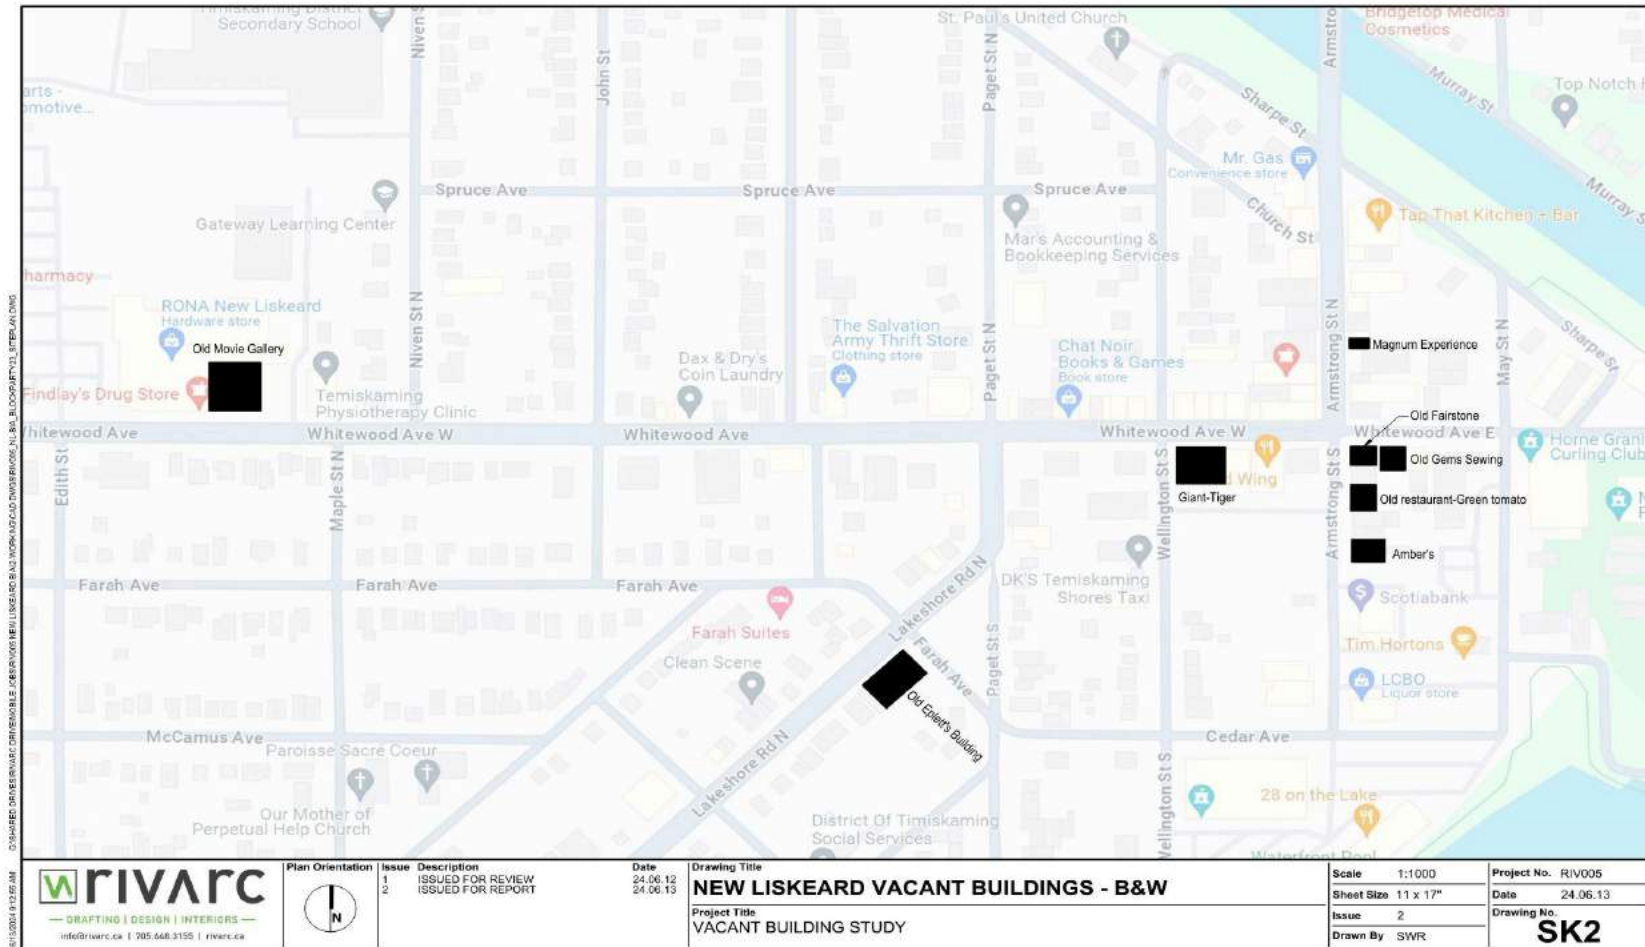 Timiskaming District
Secondary School
Niven S
John St
St. Paul's United Church
Paget St N
Armstro
Bridgetop Medical
Cosmetics
Murray St
Top Notch H
arts -
omotive...
Sharpe St
Mr. Gas
Convenience store
Murray S
Spruce Ave
Spruce Ave
Spruce Ave
Gateway Learning Center
Church St
Tap That Kitchen + Bar
Mar's Accounting &
Bookkeeping Services
harmacy
RONA New Liskeard
Hardware store
Niven St N
Old Movie Gallery
The Salvation
Army Thrift Store
Clothing store
Paget St N
Chat Noir
Books & Games
Book store
Armstrong St N
Magnum Experience
May St N
Sharpe St
Dax & Dry's
Coin Laundry
Findlay's Drug Store
Temiskaming
Physiotherapy Clinic
Old Fairstone
Whitewood Ave
Whitewood Ave W
Whitewood Ave
Whitewood Ave W
Whitewood Ave E
Horne Grani
Curling Club
Edith St
Maple St N
Wellington St S
d Wing
Armstrong St S
Old Gems Sewing
Giant-Tiger
Old restaurant-Green tomato
Amber's
Farah Ave
Farah Ave
Farah Ave
Lakeshore Rd N
DK'S Temiskaming
Shores Taxi
Scotiabank
Farah Suites
Farah Ave
Paget St S
Tim Hortons
Clean Scene
LCBO
Liquor store
Old Eplett's Building
McCamus Ave
Paroisse Sacré Coeur
Cedar Ave
Lakeshore Rd N
Wellington St S
Our Mother of
Perpetual Help Church
District Of Timiskaming
Social Services
28 on the Lake
Waterfront Pool
rivarc
DRAFTING | DESIGN | INTERIORS
info@rivarc.ca | 705.648.3155 | rivarc.ca
Plan Orientation
N
Issue Description Date
1 ISSUED FOR REVIEW 24.06.12
2 ISSUED FOR REPORT 24.06.13
Drawing Title
NEW LISKEARD VACANT BUILDINGS - B&W
Project Title
VACANT BUILDING STUDY
Scale 1:1000
Sheet Size 11 x 17"
Issue 2
Drawn By SWR
Project No. RIV005
Date 24.06.13
Drawing No.
SK2